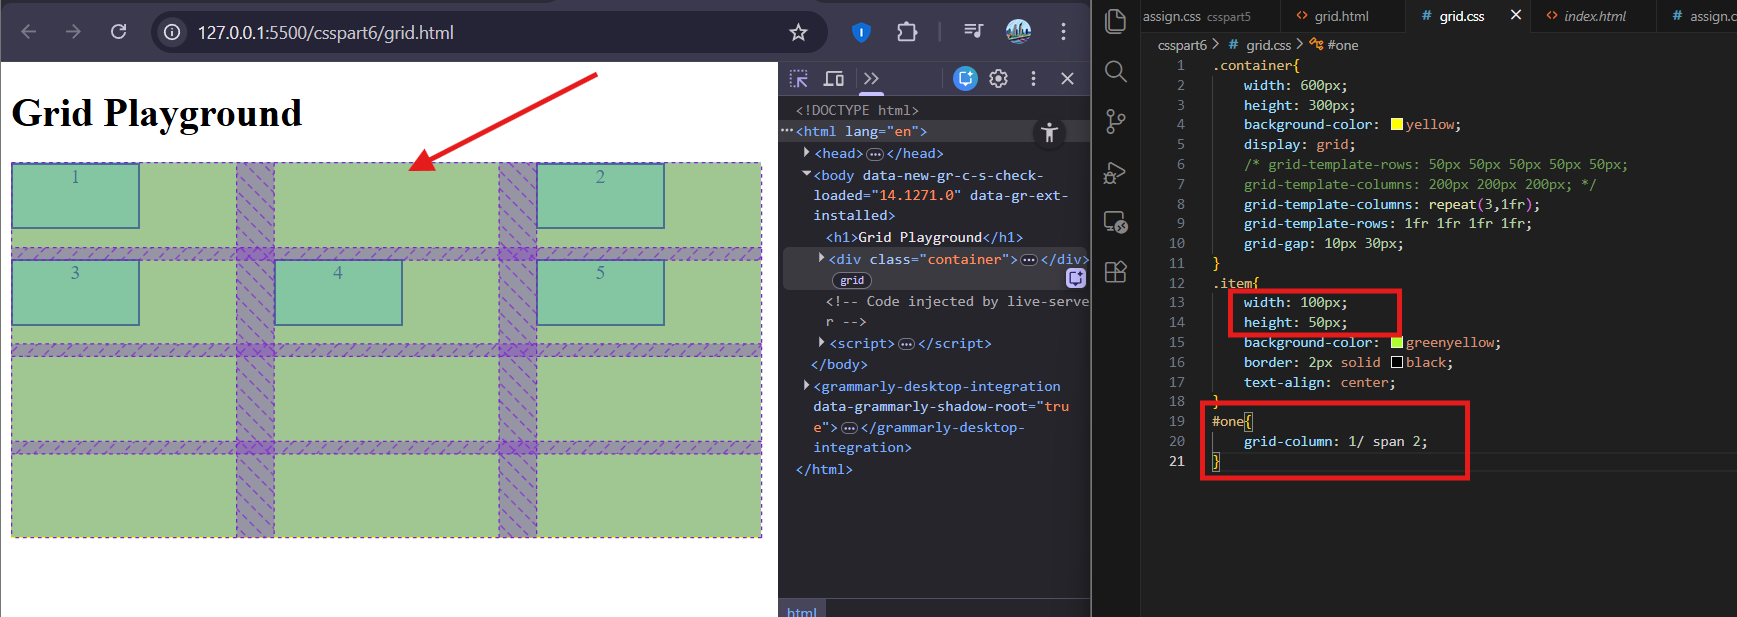 127.0.0.1:5500/csspart6/grid.html
Grid Playground
1
2
3
4
5
<!DOCTYPE html>
<html lang="en">
<head>
</head>
<body data-new-gr-c-s-check-
loaded="14.1271.0" data-gr-ext-
installed>
<h1>Grid Playground</h1>
<div class="container">
</div>
grid
<!-- Code injected by live-serve
r -->
<script>
</script>
</body>
<grammarly-desktop-integration
data-grammarly-shadow-root="tru
e">
</grammarly-desktop-
integration>
</html>
html
assign.css csspart5
<> grid.html
# grid.css
<> index.html
# assign.c
csspart6 > # grid.css > #one
1 .container{
2 width: 600px;
3 height: 300px;
4 background-color: yellow;
5 display: grid;
6 /* grid-template-rows: 50px 50px 50px 50px 50px;
7 grid-template-columns: 200px 200px 200px; */
8 grid-template-columns: repeat(3,1fr);
9 grid-template-rows: 1fr 1fr 1fr 1fr;
10 grid-gap: 10px 30px;
11 }
12 .item{
13 width: 100px;
14 height: 50px;
15 background-color: greenyellow;
16 border: 2px solid black;
17 text-align: center;
18 }
19 #one{
20 grid-column: 1/ span 2;
21 }